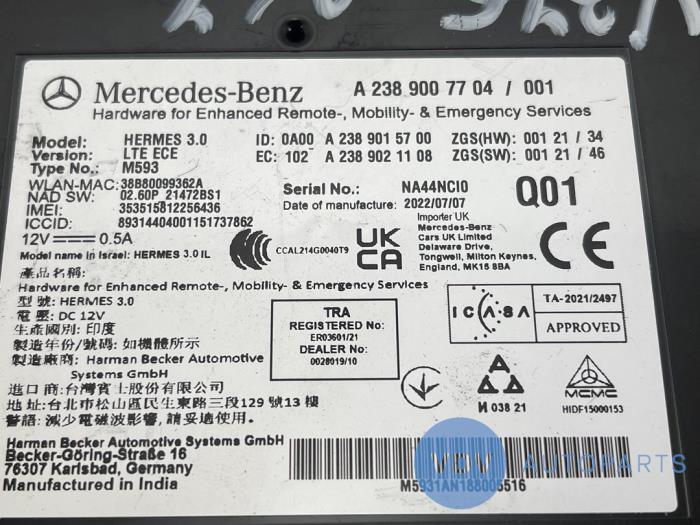 Mercedes-Benz A 238 900 77 04 / 001
Hardware for Enhanced Remote-, Mobility- & Emergency Services
Model: HERMES 3.0 ID: 0A00 A 238 901 57 00 ZGS(HW): 001 21 / 34
Version: LTE ECE EC: 102 A 238 902 11 08 ZGS(SW): 001 21 / 46
Type No.: M593
WLAN-MAC: 38B80099362A
NAD SW: 02.60P_21472BS1
IMEI: 353515812256436
ICCID: 89314404001151737862
12V 0.5A
Serial No.: NA44NCI0 Q01
Date of manufacture: 2022/07/07
Importer UK
Mercedes-Benz
Cars UK Limited
Delaware Drive,
Tongwell, Milton Keynes,
England, MK15 8BA
CCAL214G0040T9
UK
CA
CE
Model name in Israel: HERMES 3.0 IL
產品名稱:
Hardware for Enhanced Remote-, Mobility- & Emergency Services
型號: HERMES 3.0
電壓: DC 12V
生產國別: 印度
製造年份/號碼: 如機體所示
製造廠商: Harman Becker Automotive
Systems GmbH
進口商: 台灣賓士股份有限公司
地址: 台北市松山區民生東路三段129號13樓
警語: 減少電磁波影響, 請妥適使用.
TRA
REGISTERED No:
ER03601/21
DEALER No:
0028019/10
ICASA
TA-2021/2497
APPROVED
И 038 21
MCMC
HIDF15000153
Harman Becker Automotive Systems GmbH
Becker-Göring-Straße 16
76307 Karlsbad, Germany
Manufactured in India
M5931AN188005516
VDV AUTOPARTS